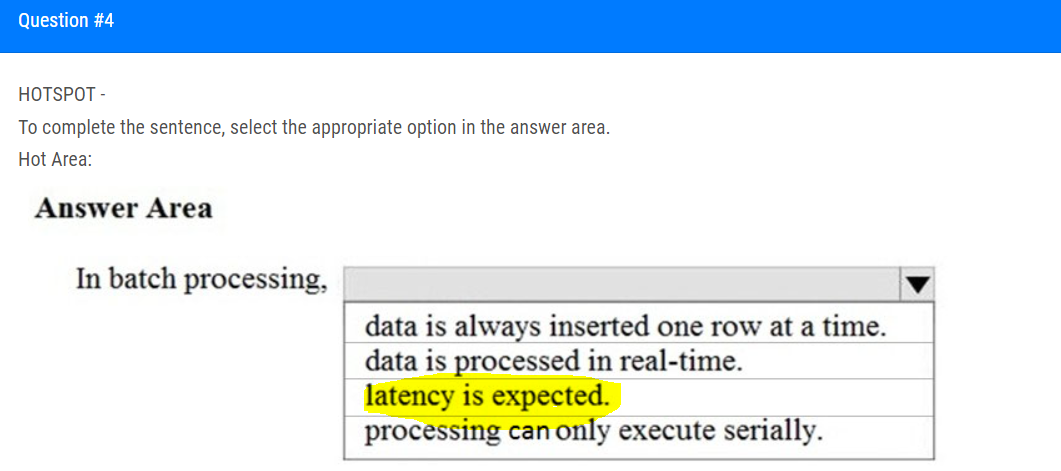 Question #4
HOTSPOT -
To complete the sentence, select the appropriate option in the answer area.
Hot Area:
Answer Area
In batch processing,
data is always inserted one row at a time.
data is processed in real-time.
latency is expected.
processing can only execute serially.